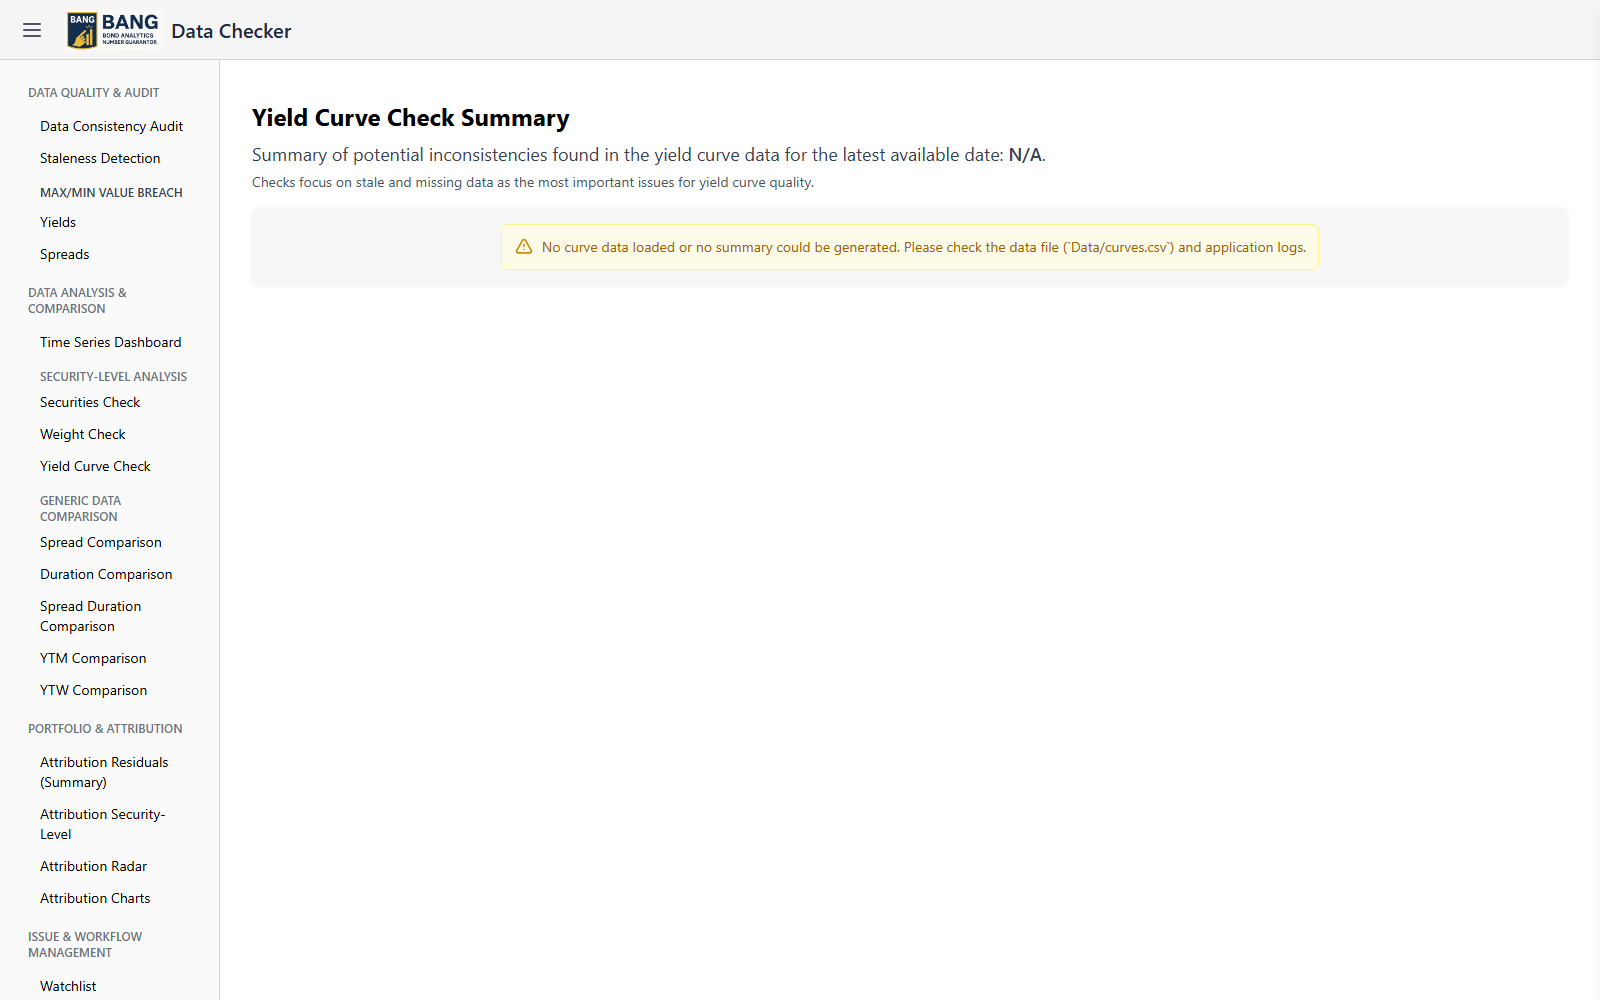 BANG
BANG
BOND ANALYTICS
NUMBER GUARANTOR
Data Checker
DATA QUALITY & AUDIT
Data Consistency Audit
Staleness Detection
MAX/MIN VALUE BREACH
Yields
Spreads
DATA ANALYSIS &
COMPARISON
Time Series Dashboard
SECURITY-LEVEL ANALYSIS
Securities Check
Weight Check
Yield Curve Check
GENERIC DATA
COMPARISON
Spread Comparison
Duration Comparison
Spread Duration
Comparison
YTM Comparison
YTW Comparison
PORTFOLIO & ATTRIBUTION
Attribution Residuals
(Summary)
Attribution Security-
Level
Attribution Radar
Attribution Charts
ISSUE & WORKFLOW
MANAGEMENT
Watchlist
Yield Curve Check Summary
Summary of potential inconsistencies found in the yield curve data for the latest available date: N/A.
Checks focus on stale and missing data as the most important issues for yield curve quality.
No curve data loaded or no summary could be generated. Please check the data file (`Data/curves.csv`) and application logs.